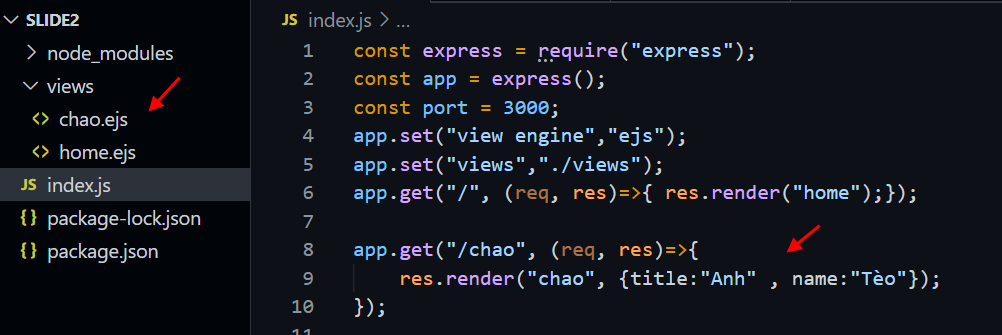 SLIDE2
node_modules
views
chao.ejs
home.ejs
JS index.js
{} package-lock.json
{} package.json
JS index.js > ...
1 const express = require("express");
2 const app = express();
3 const port = 3000;
4 app.set("view engine","ejs");
5 app.set("views","./views");
6 app.get("/", (req, res)=>{ res.render("home");});
7
8 app.get("/chao", (req, res)=>{
9     res.render("chao", {title:"Anh" , name:"Tèo"});
10 });
11